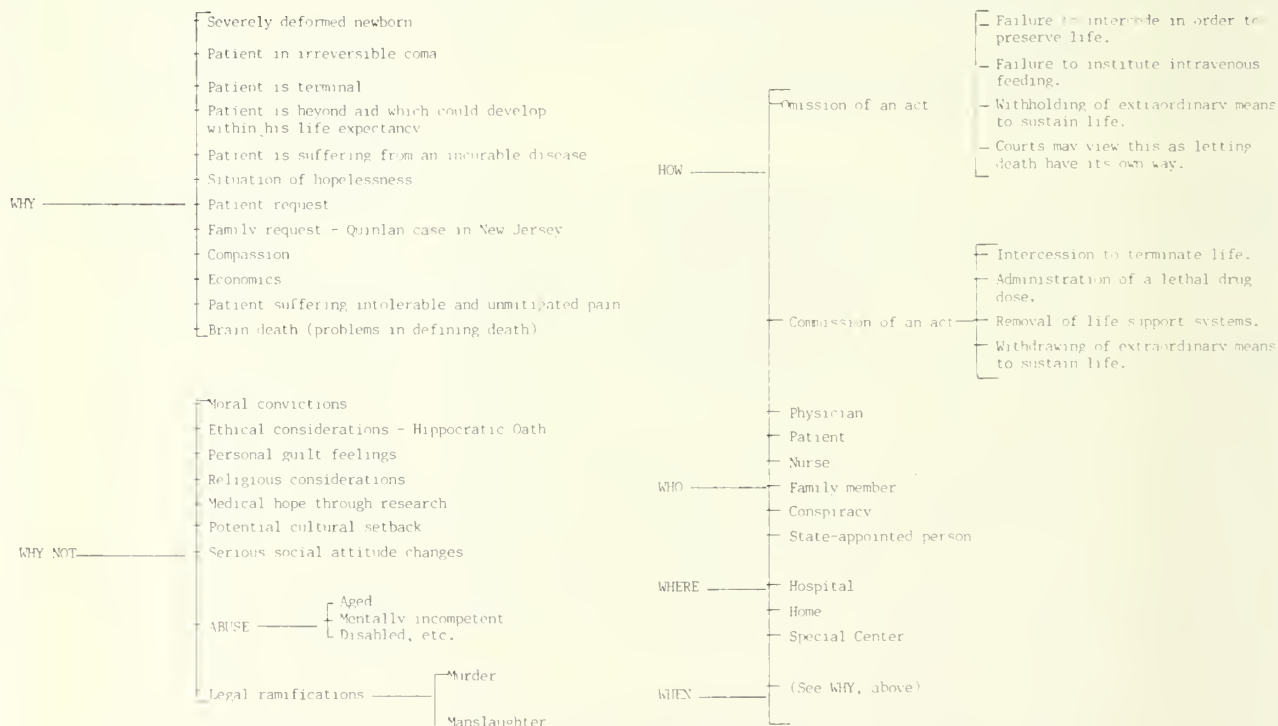 WHY
Severely deformed newborn
Patient in irreversible coma
Patient is terminal
Patient is beyond aid which could develop
within his life expectancy
Patient is suffering from an incurable disease
Situation of hopelessness
Patient request
Family request - Quinlan case in New Jersey
Compassion
Economics
Patient suffering intolerable and unmitigated pain
Brain death (problems in defining death)
WHY NOT
Moral convictions
Ethical considerations - Hippocratic Oath
Personal guilt feelings
Religious considerations
Medical hope through research
Potential cultural setback
Serious social attitude changes
ABUSE
Aged
Mentally incompetent
Disabled, etc.
Legal ramifications
Murder
Manslaughter
HOW
Omission of an act
Failure to intercede in order to
preserve life.
Failure to institute intravenous
feeding.
Withholding of extraordinary means
to sustain life.
Courts may view this as letting
death have its own way.
Commission of an act
Intercession to terminate life.
Administration of a lethal drug
dose.
Removal of life support systems.
Withdrawing of extraordinary means
to sustain life.
WHO
Physician
Patient
Nurse
Family member
Conspiracy
State-appointed person
WHERE
Hospital
Home
Special Center
WHEN
(See WHY, above)